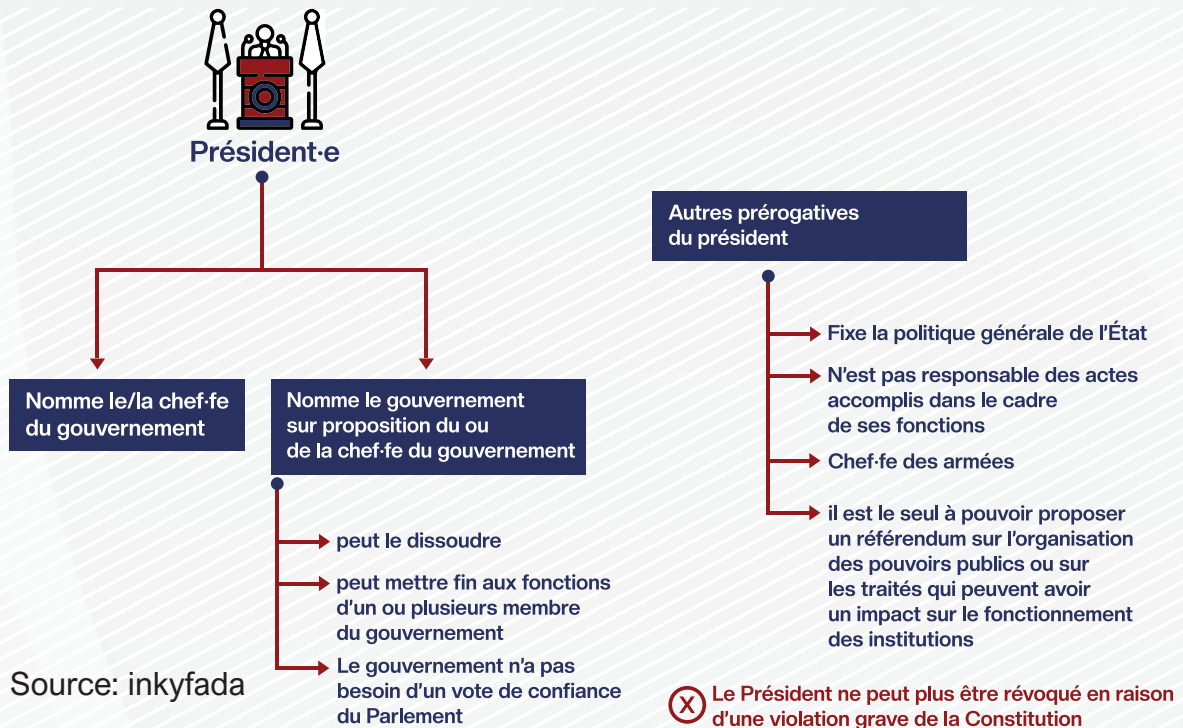 Président·e
Nomme le/la chef·fe
du gouvernement
Nomme le gouvernement
sur proposition du ou
de la chef·fe du gouvernement
peut le dissoudre
peut mettre fin aux fonctions
d'un ou plusieurs membre
du gouvernement
Le gouvernement n'a pas
besoin d'un vote de confiance
du Parlement
Autres prérogatives
du président
Fixe la politique générale de l'État
N'est pas responsable des actes
accomplis dans le cadre
de ses fonctions
Chef·fe des armées
il est le seul à pouvoir proposer
un référendum sur l'organisation
des pouvoirs publics ou sur
les traités qui peuvent avoir
un impact sur le fonctionnement
des institutions
X Le Président ne peut plus être révoqué en raison
d'une violation grave de la Constitution
Source: inkyfada